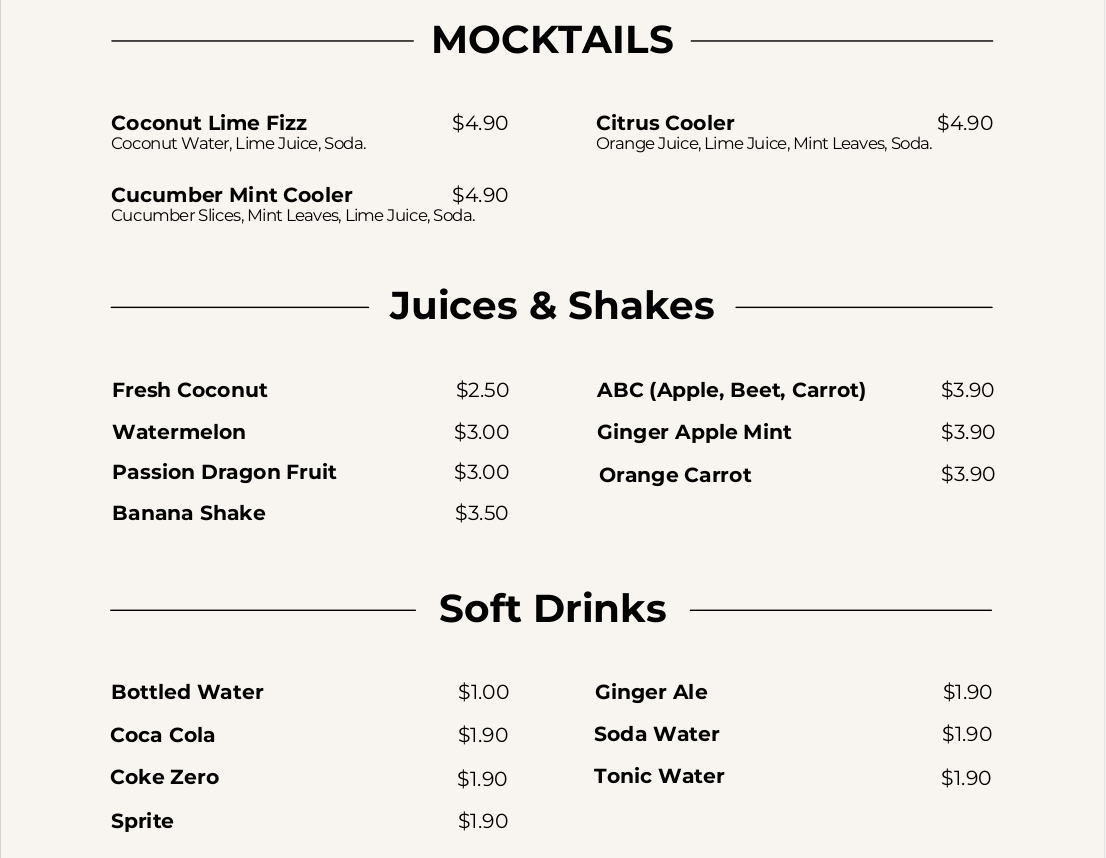 MOCKTAILS
Coconut Lime Fizz $4.90
Coconut Water, Lime Juice, Soda.
Citrus Cooler $4.90
Orange Juice, Lime Juice, Mint Leaves, Soda.
Cucumber Mint Cooler $4.90
Cucumber Slices, Mint Leaves, Lime Juice, Soda.
Juices & Shakes
Fresh Coconut $2.50
Watermelon $3.00
Passion Dragon Fruit $3.00
Banana Shake $3.50
ABC (Apple, Beet, Carrot) $3.90
Ginger Apple Mint $3.90
Orange Carrot $3.90
Soft Drinks
Bottled Water $1.00
Coca Cola $1.90
Coke Zero $1.90
Sprite $1.90
Ginger Ale $1.90
Soda Water $1.90
Tonic Water $1.90